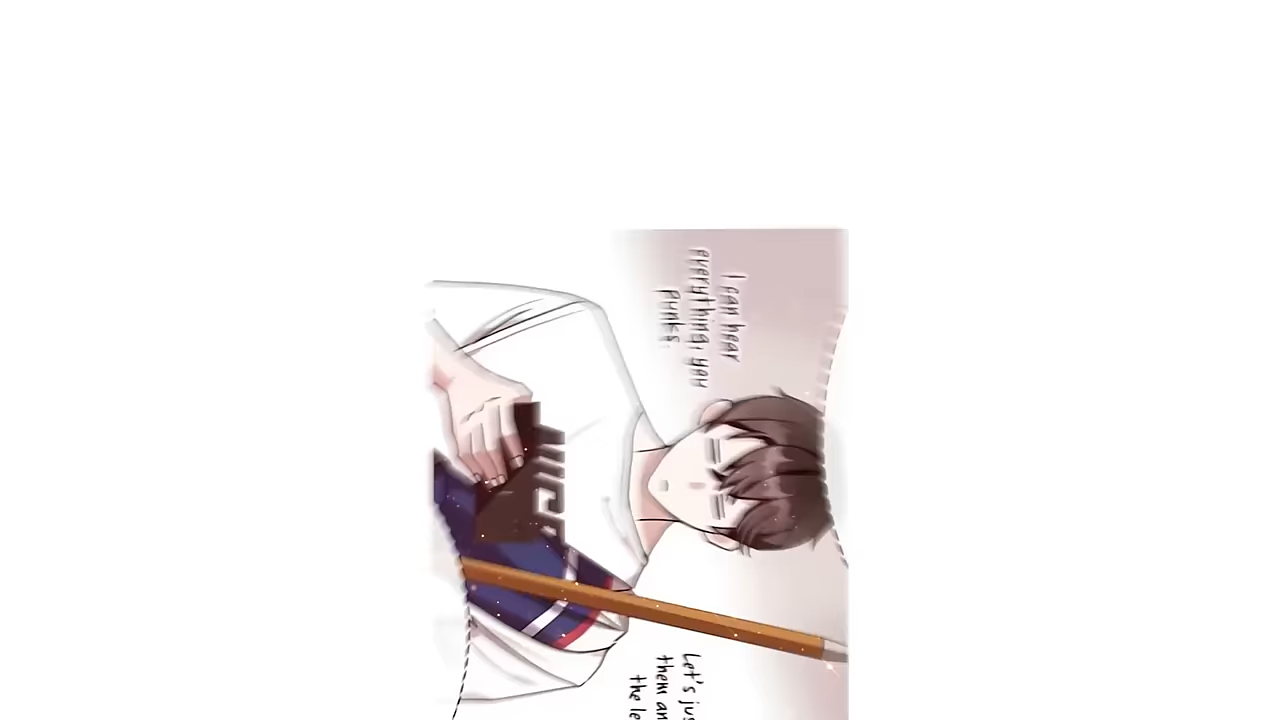 I can hear
everything, you
punks.
Let's jus
them an
the le